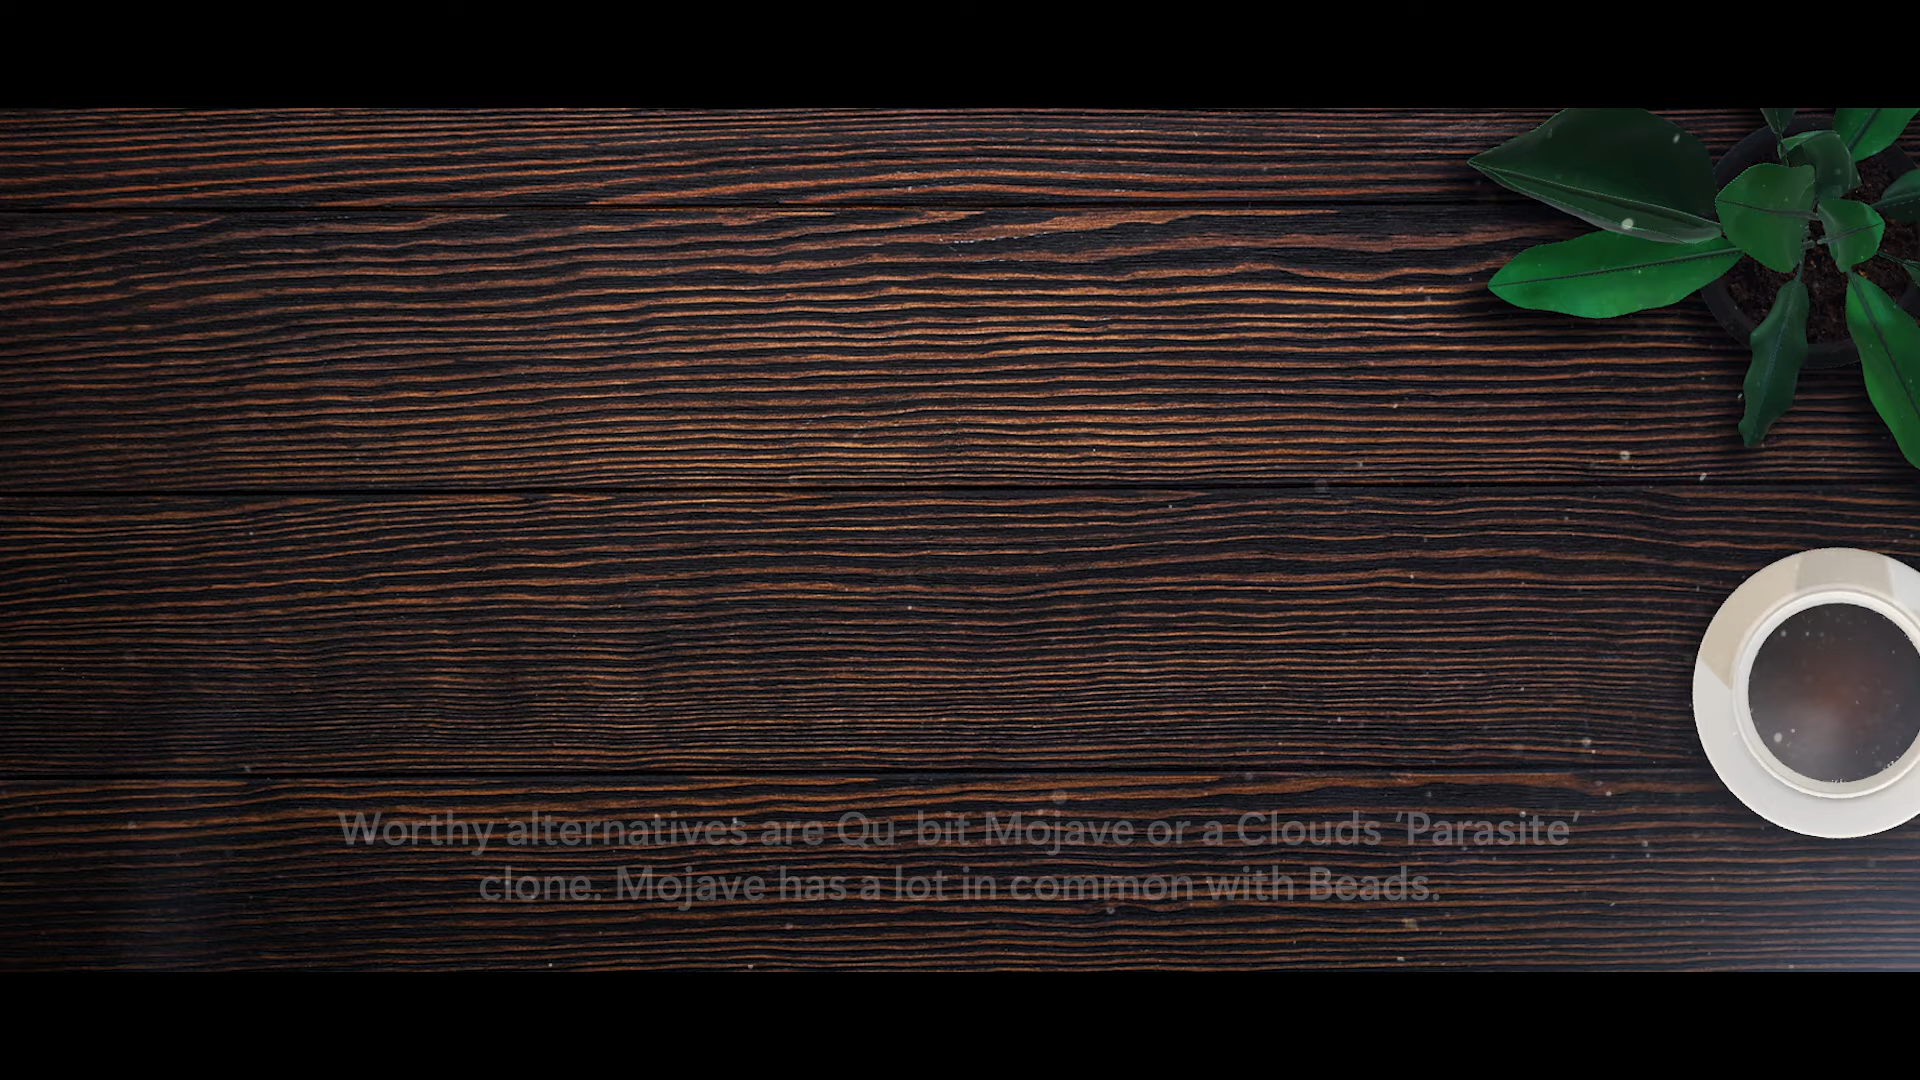 Worthy alternatives are Qu-bit Mojave or a Clouds ‘Parasite’
clone. Mojave has a lot in common with Beads.